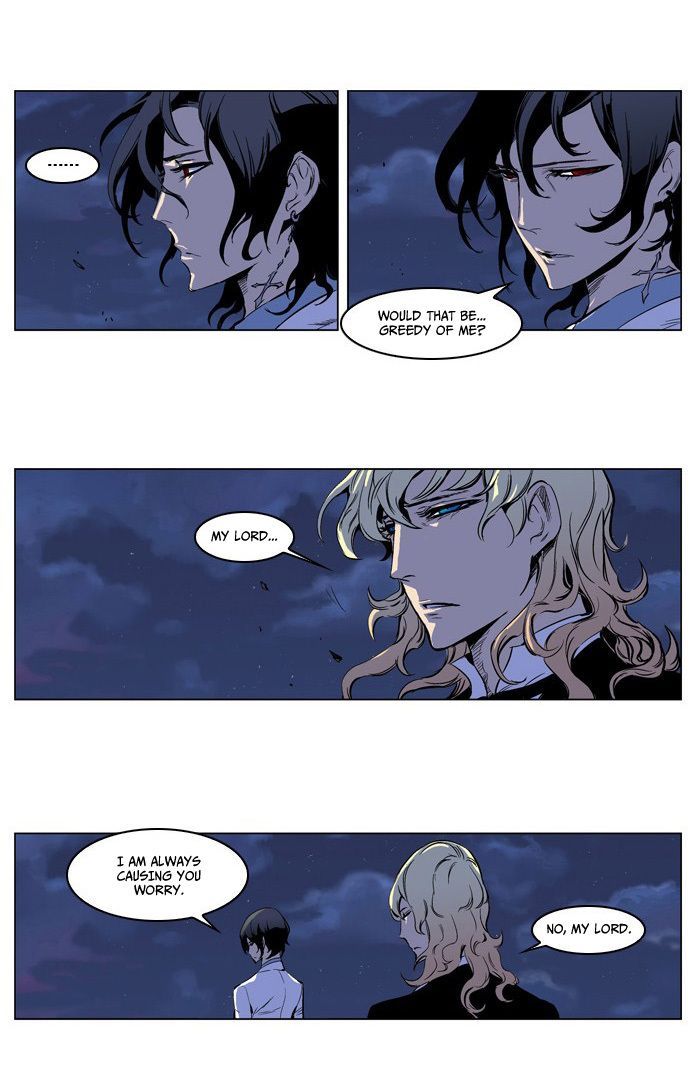 ------
WOULD THAT BE...
GREEDY OF ME?
MY LORD...
I AM ALWAYS
CAUSING YOU
WORRY.
NO, MY LORD.